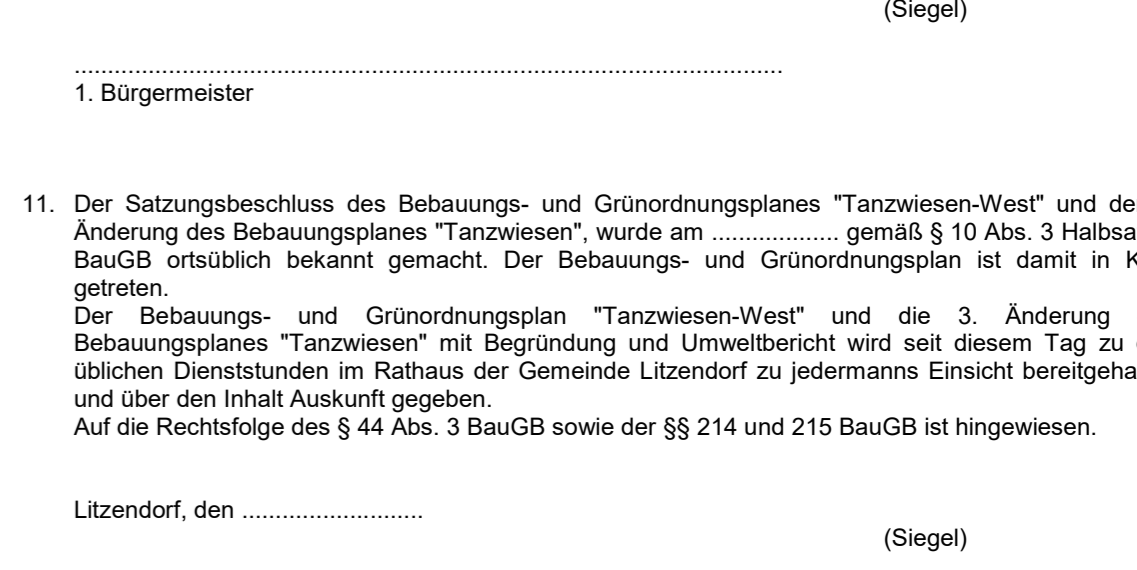 (Siegel)
...........................................................................................................
1. Bürgermeister
11. Der Satzungsbeschluss des Bebauungs- und Grünordnungsplanes "Tanzwiesen-West" und
Änderung des Bebauungsplanes "Tanzwiesen", wurde am ................... gemäß § 10 Abs. 3
BauGB ortsüblich bekannt gemacht. Der Bebauungs- und Grünordnungsplan ist damit in
getreten.
Der Bebauungs- und Grünordnungsplan "Tanzwiesen-West" und die 3. Änderung
Bebauungsplanes "Tanzwiesen" mit Begründung und Umweltbericht wird seit diesem Tag zu
üblichen Dienststunden im Rathaus der Gemeinde Litzendorf zu jedermanns Einsicht
und über den Inhalt Auskunft gegeben.
Auf die Rechtsfolge des § 44 Abs. 3 BauGB sowie der §§ 214 und 215 BauGB ist hingewiesen.
Litzendorf, den ...........................
(Siegel)